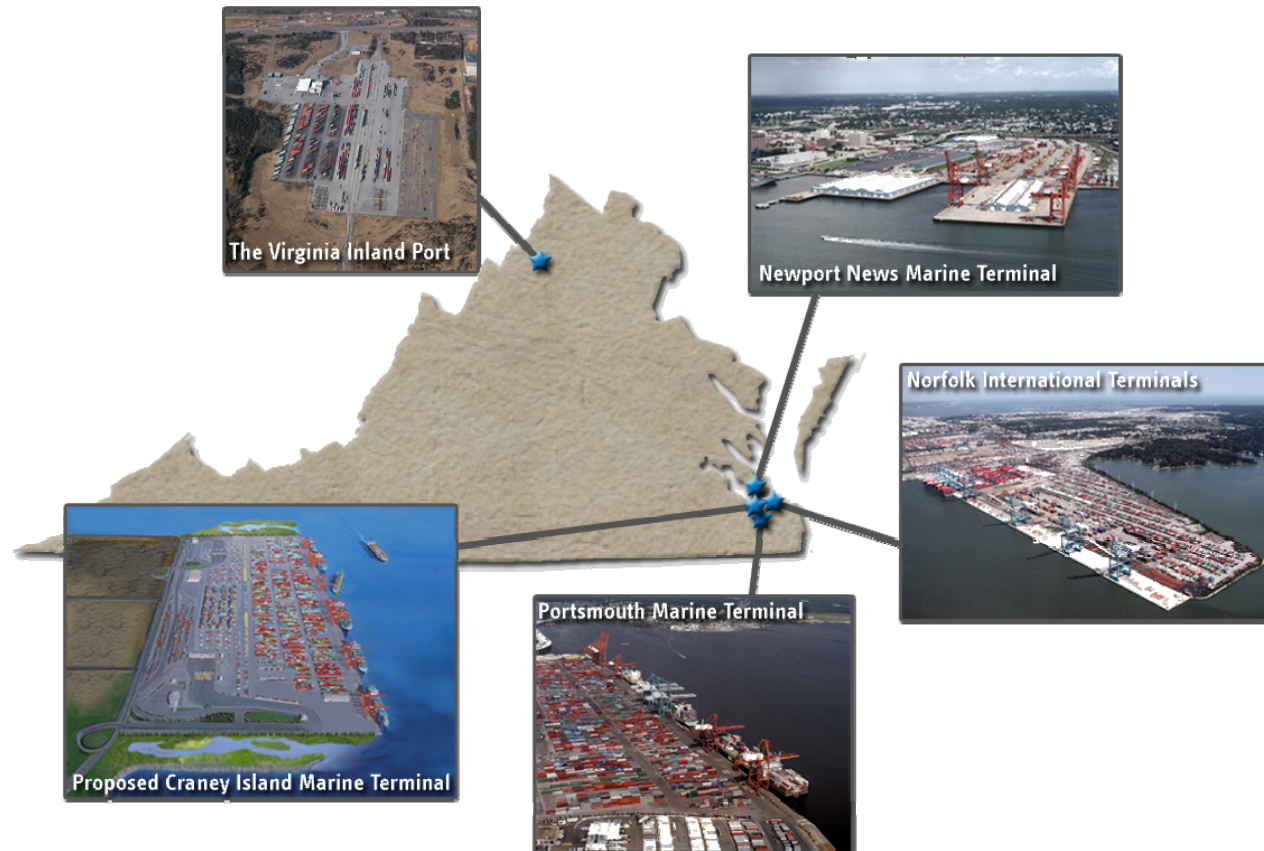 The Virginia Inland Port
Newport News Marine Terminal
Norfolk International Terminals
Portsmouth Marine Terminal
Proposed Craney Island Marine Terminal